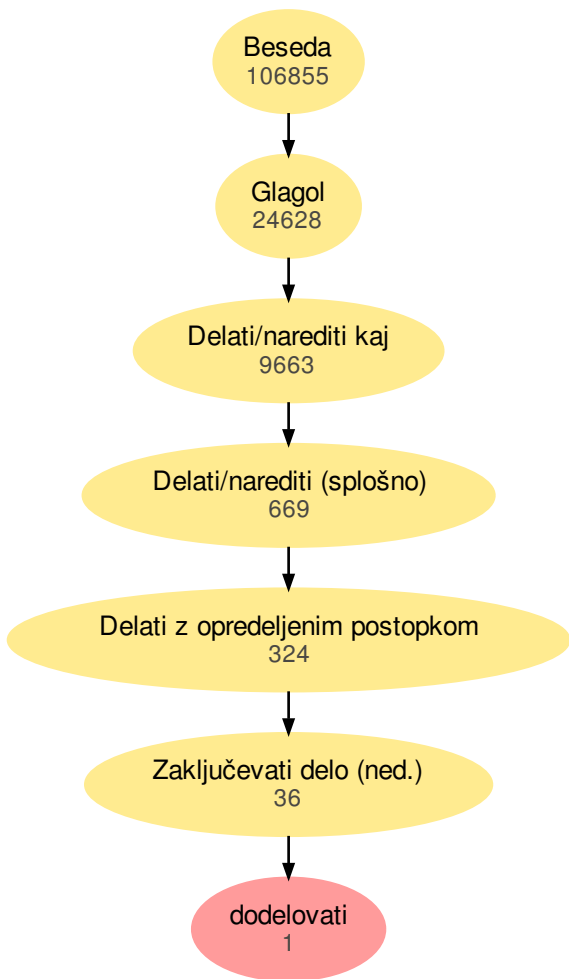 Beseda
106855
Glagol
24628
Delati/narediti kaj
9663
Delati/narediti (splošno)
669
Delati z opredeljenim postopkom
324
Zaključevati delo (ned.)
36
dodelovati
1